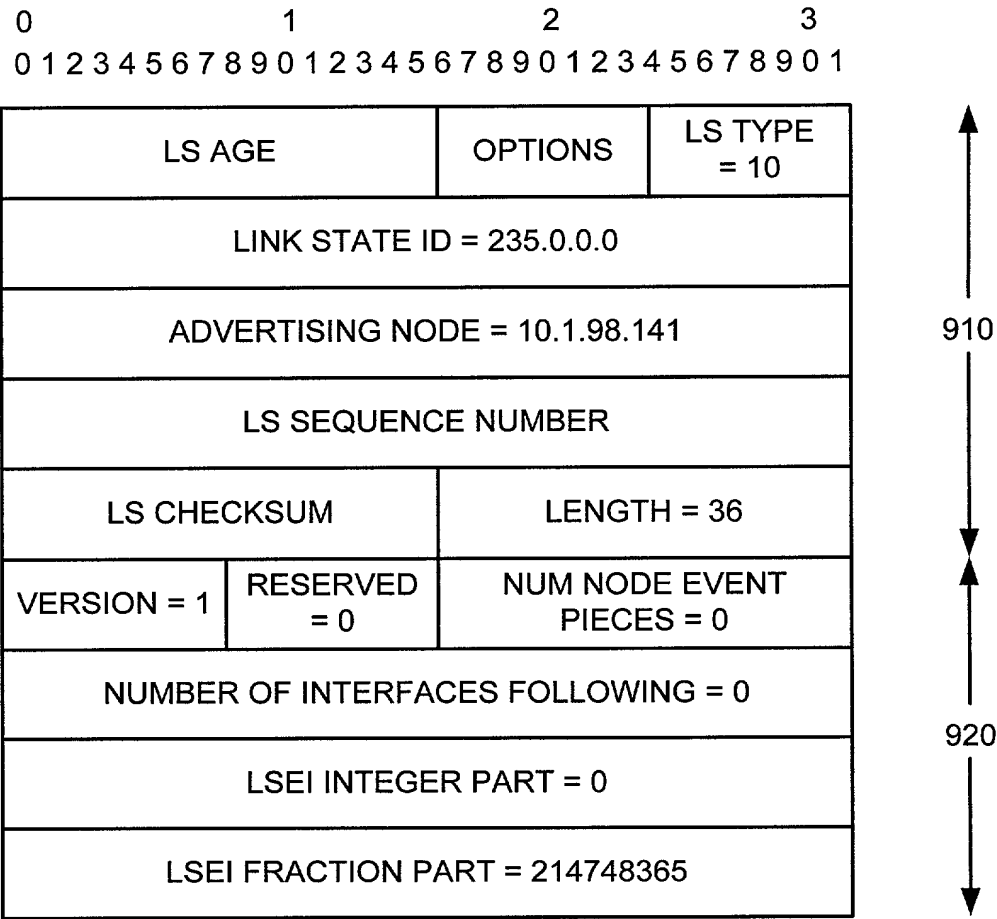 0 1 2 3
0 1 2 3 4 5 6 7 8 9 0 1 2 3 4 5 6 7 8 9 0 1 2 3 4 5 6 7 8 9 0 1
LS AGE
OPTIONS
LS TYPE
= 10
LINK STATE ID = 235.0.0.0
ADVERTISING NODE = 10.1.98.141
910
LS SEQUENCE NUMBER
LS CHECKSUM
LENGTH = 36
VERSION = 1
RESERVED
= 0
NUM NODE EVENT
PIECES = 0
NUMBER OF INTERFACES FOLLOWING = 0
920
LSEI INTEGER PART = 0
LSEI FRACTION PART = 214748365